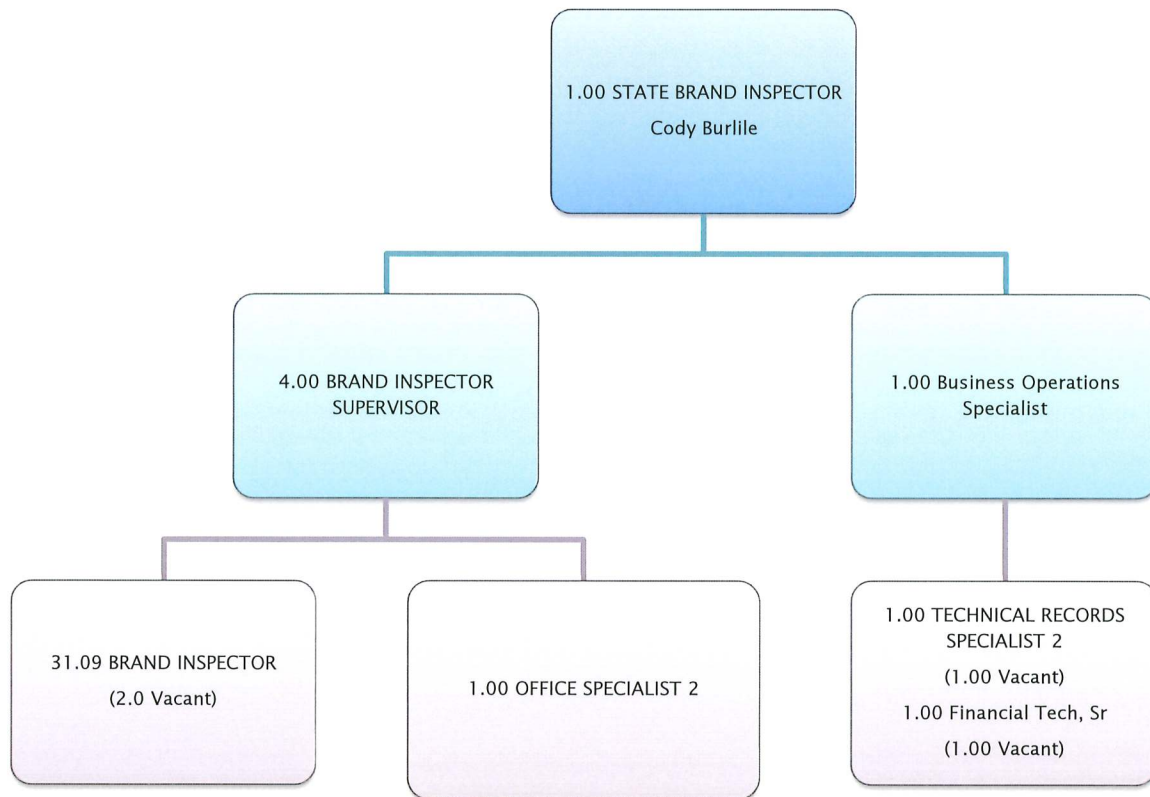 1.00 STATE BRAND INSPECTOR
Cody Burlile
4.00 BRAND INSPECTOR
SUPERVISOR
1.00 Business Operations
Specialist
31.09 BRAND INSPECTOR
(2.0 Vacant)
1.00 OFFICE SPECIALIST 2
1.00 TECHNICAL RECORDS
SPECIALIST 2
(1.00 Vacant)
1.00 Financial Tech, Sr
(1.00 Vacant)